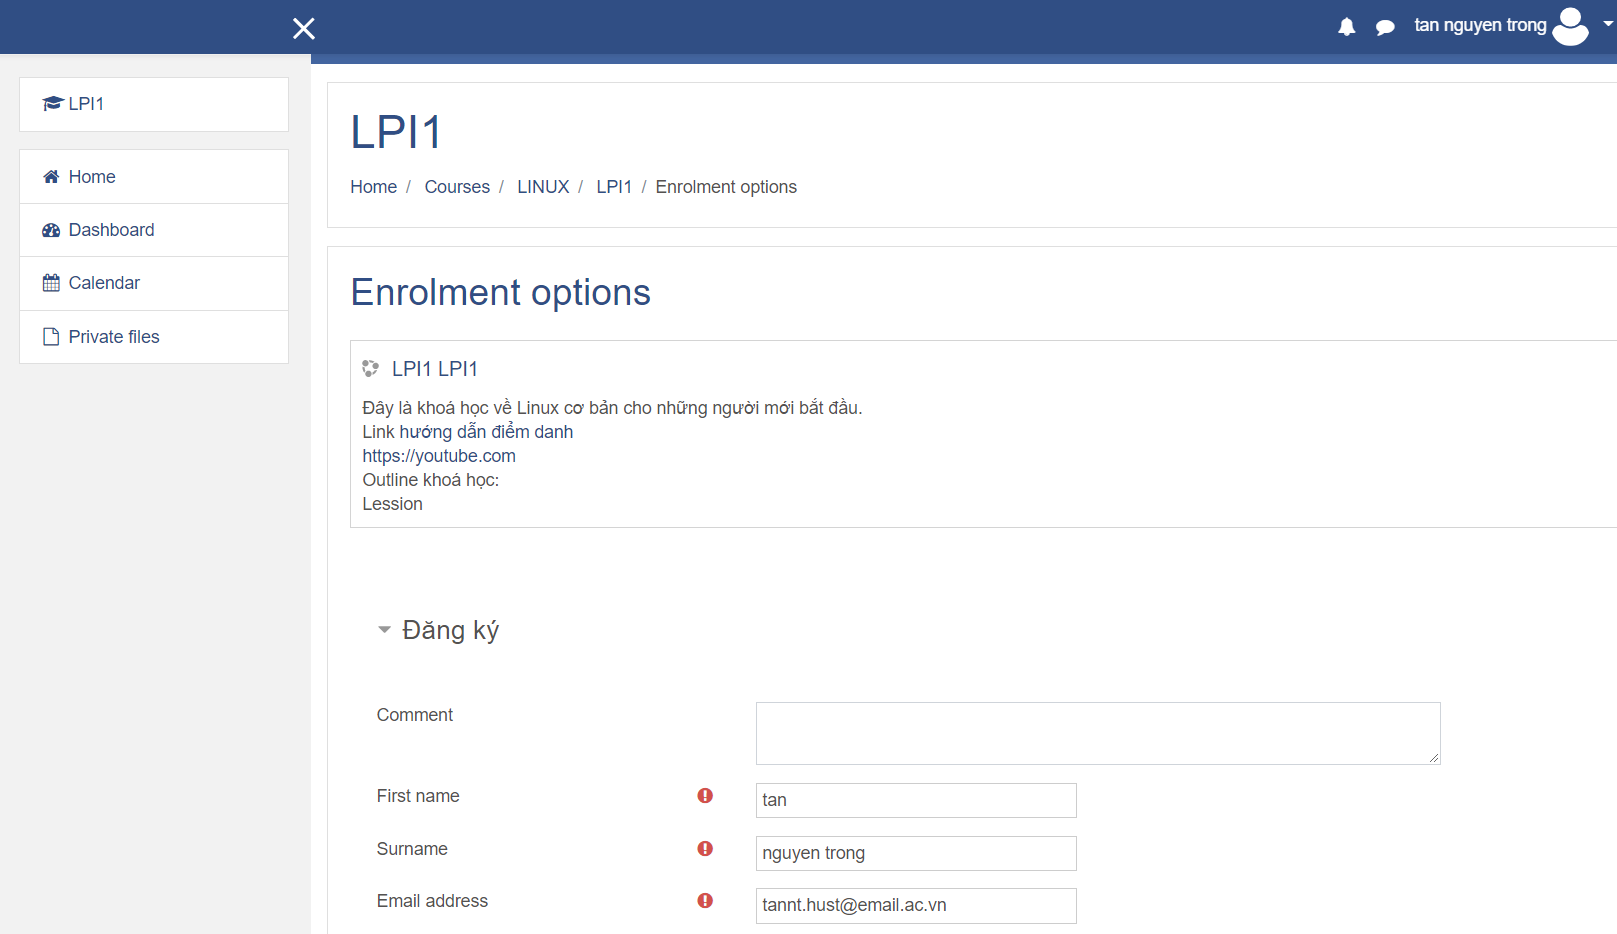 tan nguyen trong
LPI1
Home
Dashboard
Calendar
Private files
LPI1
Home / Courses / LINUX / LPI1 / Enrolment options
Enrolment options
LPI1 LPI1
Đây là khoá học về Linux cơ bản cho những người mới bắt đầu.
Link hướng dẫn điểm danh
https://youtube.com
Outline khoá học:
Lession
Đăng ký
Comment
First name
tan
Surname
nguyen trong
Email address
tannt.hust@email.ac.vn